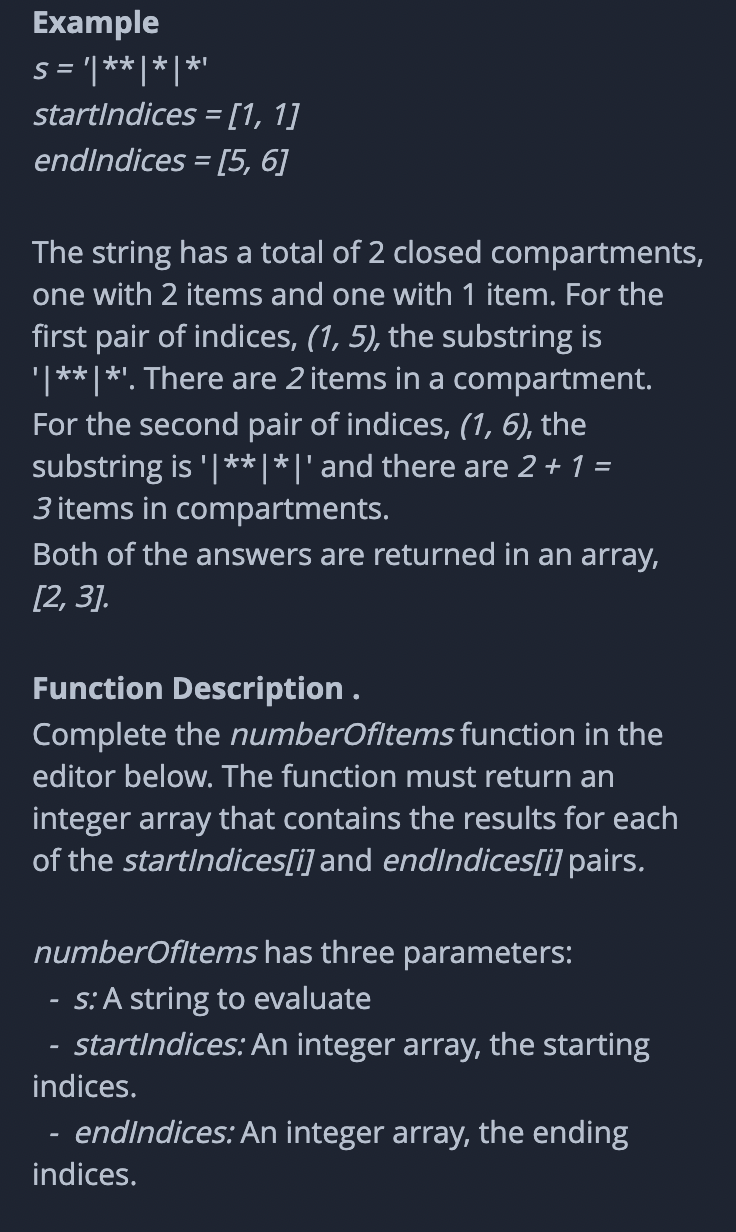 Example
s = '|**|*|*'
startIndices = [1, 1]
endIndices = [5, 6]
The string has a total of 2 closed compartments,
one with 2 items and one with 1 item. For the
first pair of indices, (1, 5), the substring is
'|**|*'. There are 2 items in a compartment.
For the second pair of indices, (1, 6), the
substring is '|**|*|' and there are 2 + 1 =
3 items in compartments.
Both of the answers are returned in an array,
[2, 3].
Function Description .
Complete the numberOfItems function in the
editor below. The function must return an
integer array that contains the results for each
of the startIndices[i] and endIndices[i] pairs.
numberOfItems has three parameters:
- s: A string to evaluate
- startIndices: An integer array, the starting
indices.
- endIndices: An integer array, the ending
indices.